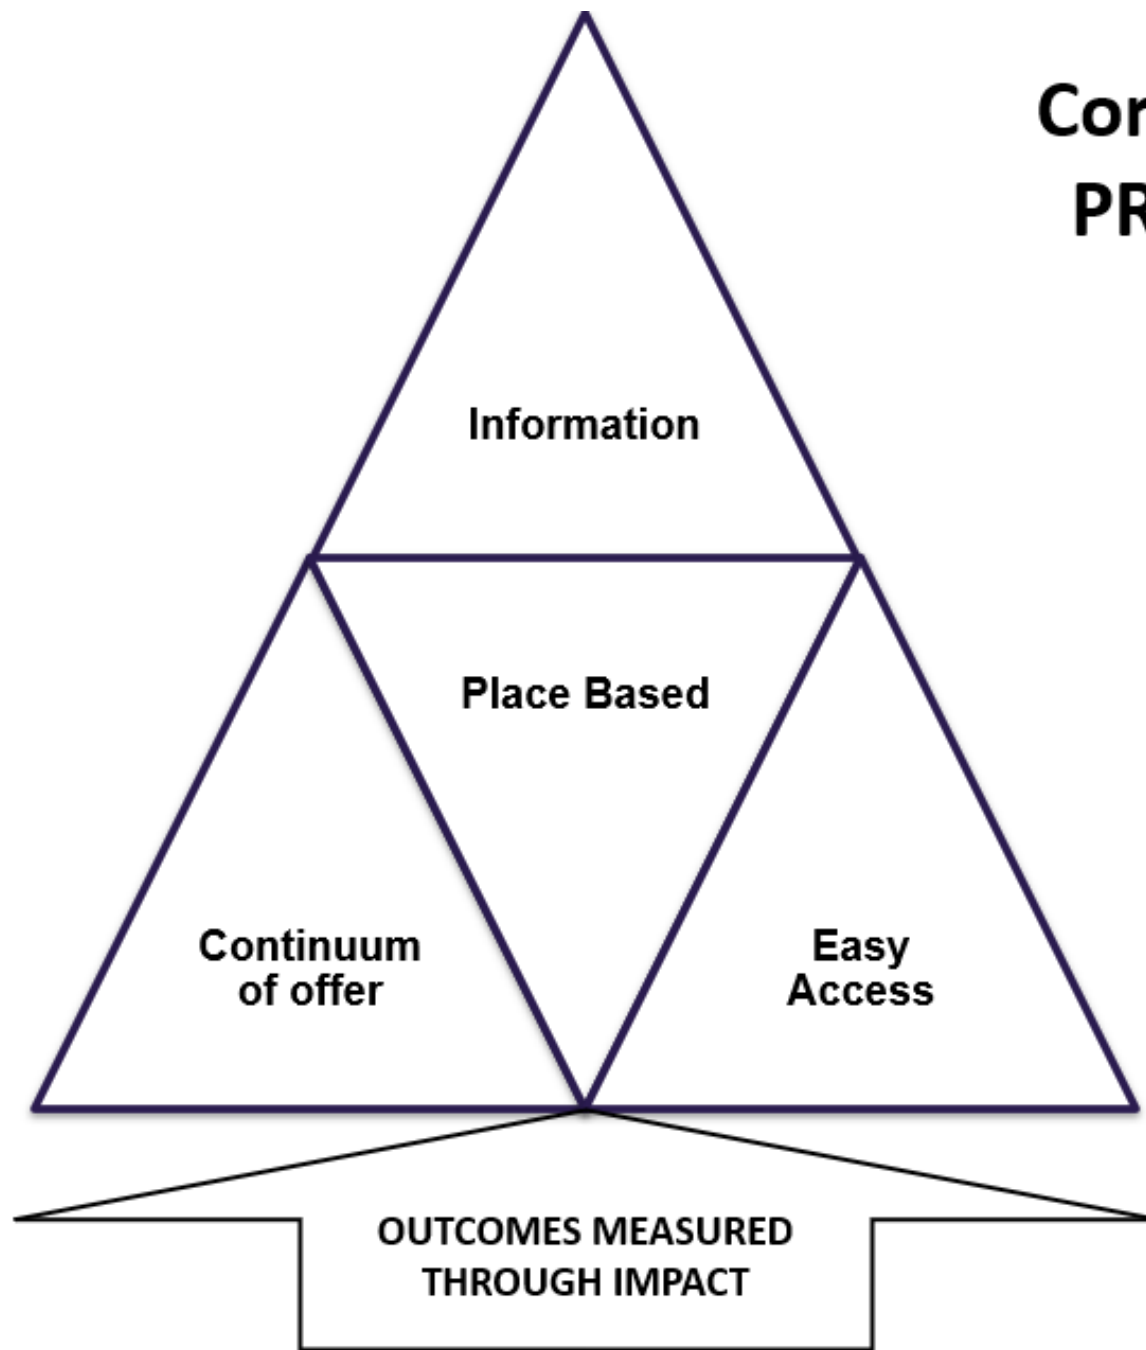 Information
Place Based
Continuum
of offer
Easy
Access
OUTCOMES MEASURED
THROUGH IMPACT